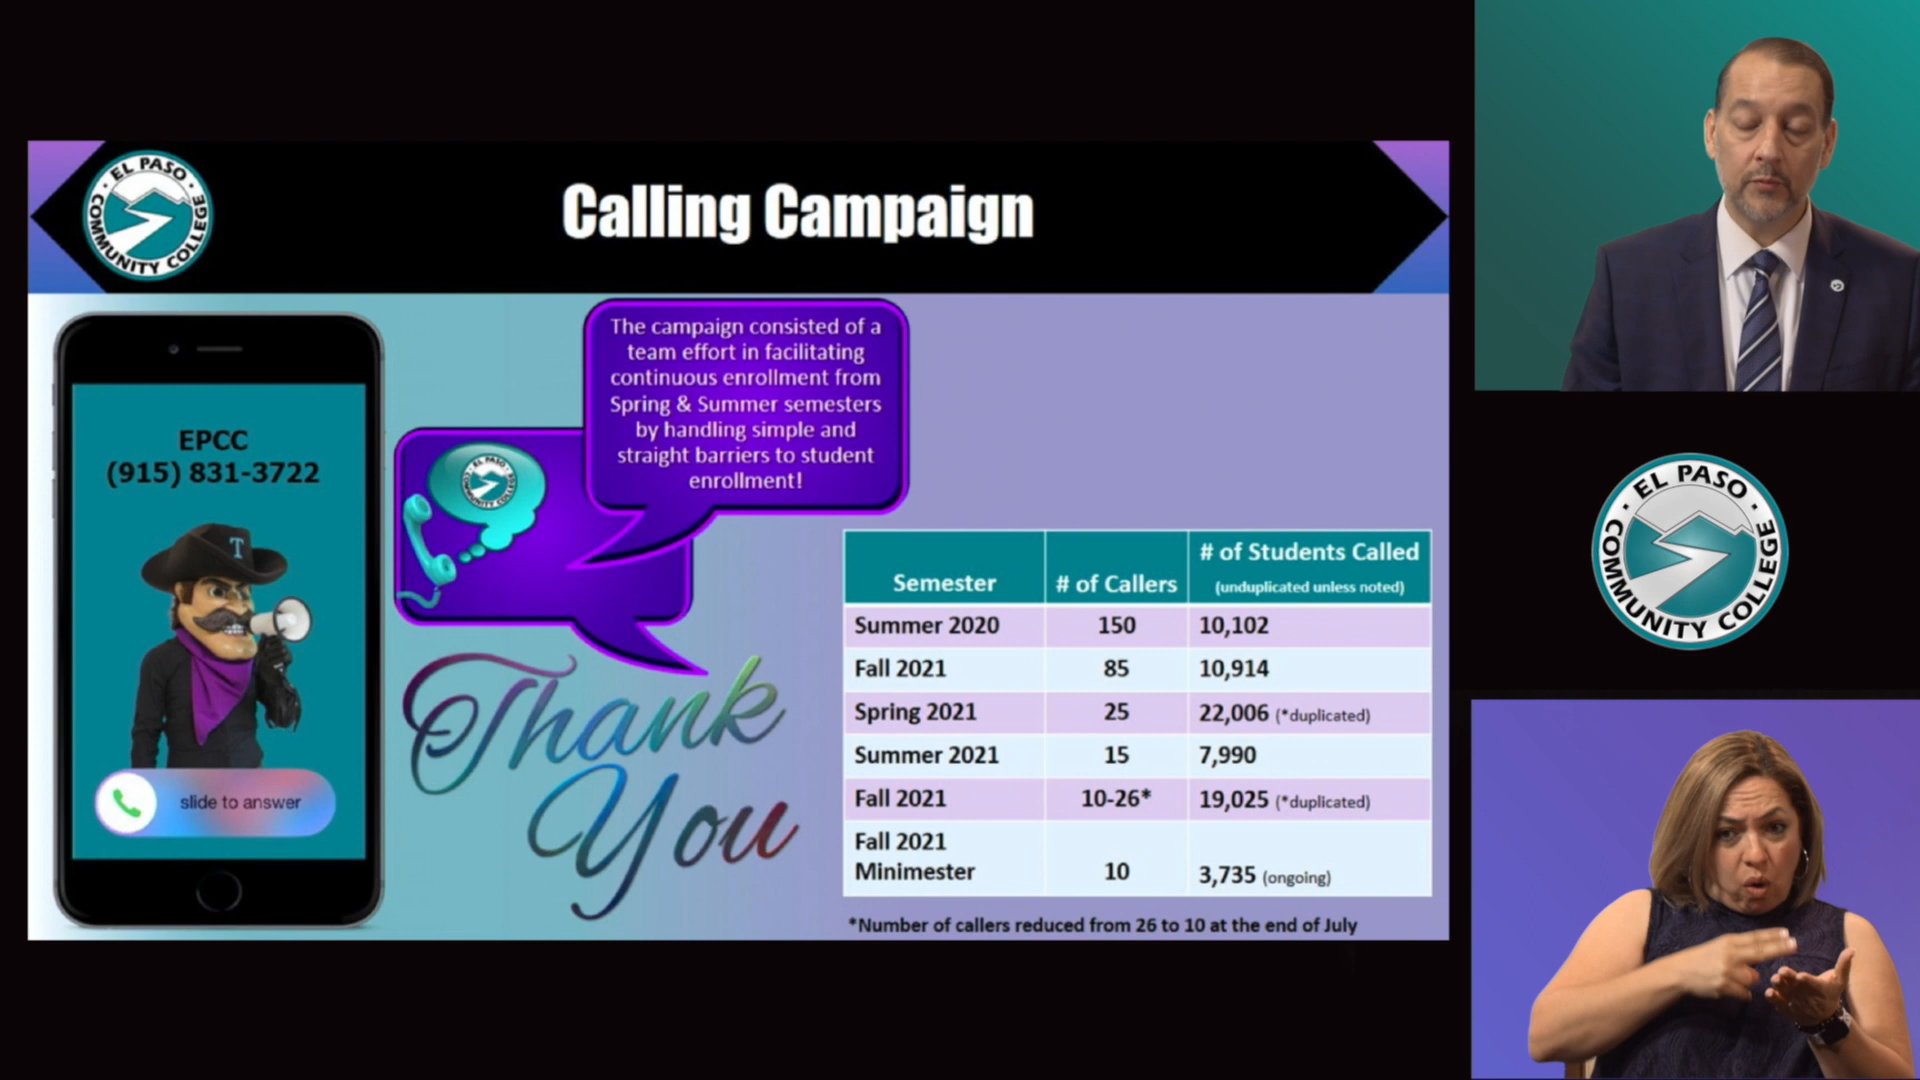 EL PASO
COMMUNITY COLLEGE
Calling Campaign
EPCC
(915) 831-3722
T
slide to answer
EL PASO
COMMUNITY COLLEGE
The campaign consisted of a
team effort in facilitating
continuous enrollment from
Spring & Summer semesters
by handling simple and
straight barriers to student
enrollment!
Thank
You
Semester # of Callers # of Students Called
(unduplicated unless noted)
Summer 2020 150 10,102
Fall 2021 85 10,914
Spring 2021 25 22,006 (*duplicated)
Summer 2021 15 7,990
Fall 2021 10-26* 19,025 (*duplicated)
Fall 2021
Minimester 10 3,735 (ongoing)
*Number of callers reduced from 26 to 10 at the end of July
EL PASO
COMMUNITY COLLEGE